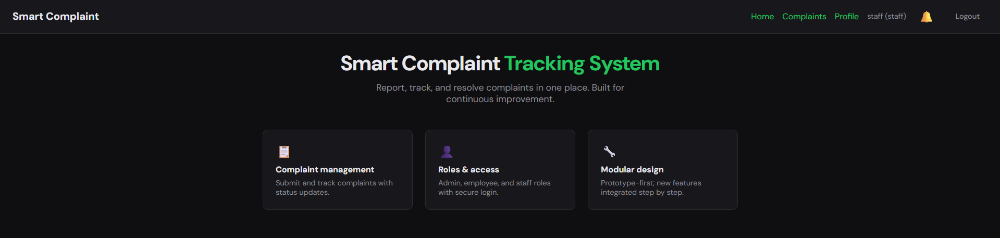 Smart Complaint
Home Complaints Profile staff (staff) Logout
Smart Complaint Tracking System
Report, track, and resolve complaints in one place. Built for
continuous improvement.
Complaint management
Submit and track complaints with
status updates.
Roles & access
Admin, employee, and staff roles
with secure login.
Modular design
Prototype-first; new features
integrated step by step.